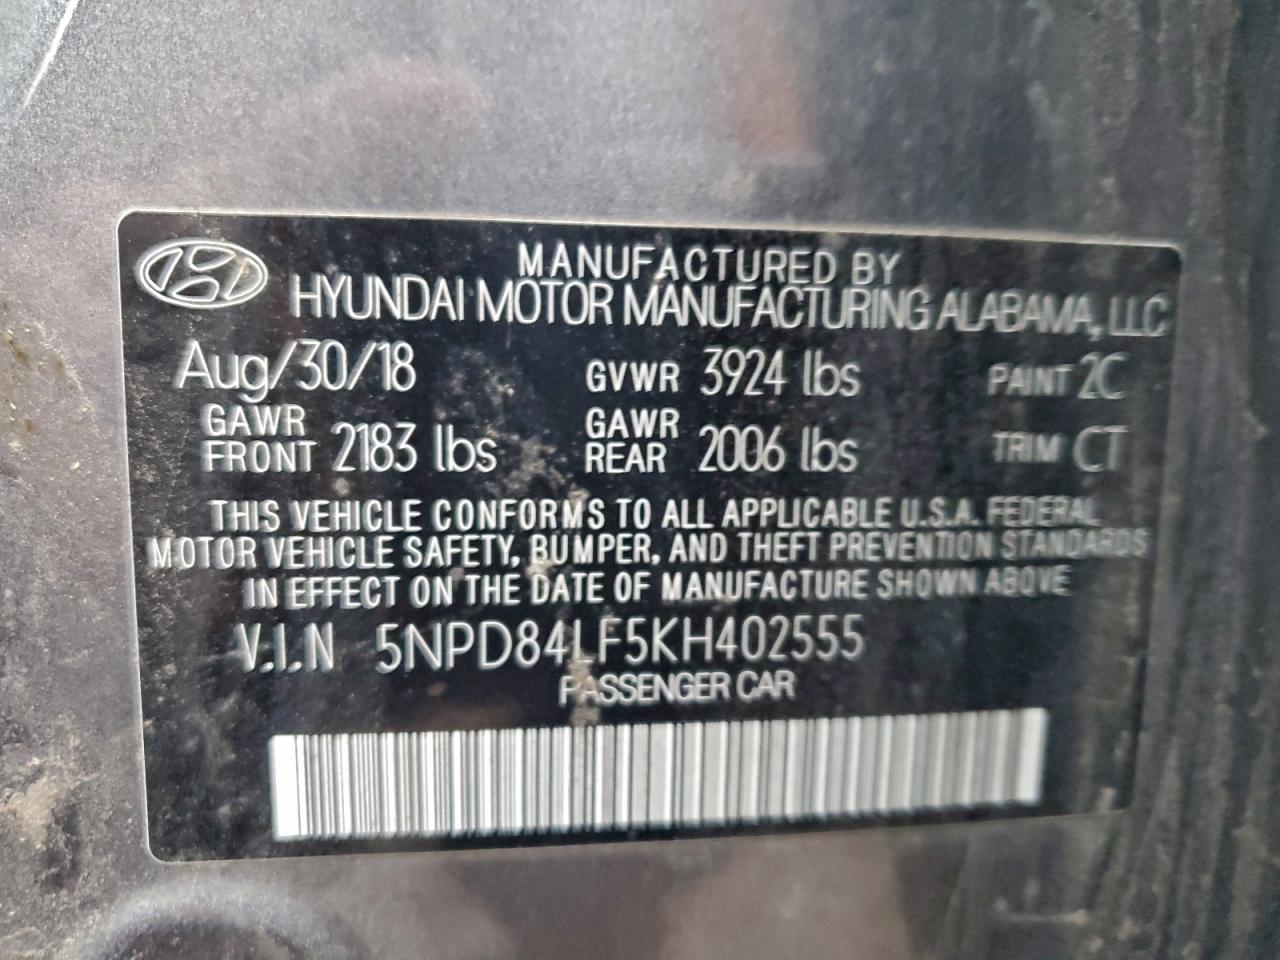 MANUFACTURED BY
HYUNDAI MOTOR MANUFACTURING ALABAMA, LLC
Aug/30/18 GVWR 3924 lbs PAINT 2C
GAWR FRONT 2183 lbs GAWR REAR 2006 lbs TRIM CT
THIS VEHICLE CONFORMS TO ALL APPLICABLE U.S.A. FEDERAL
MOTOR VEHICLE SAFETY, BUMPER, AND THEFT PREVENTION STANDARDS
IN EFFECT ON THE DATE OF MANUFACTURE SHOWN ABOVE
V.I.N 5NPD84LF5KH402555
PASSENGER CAR